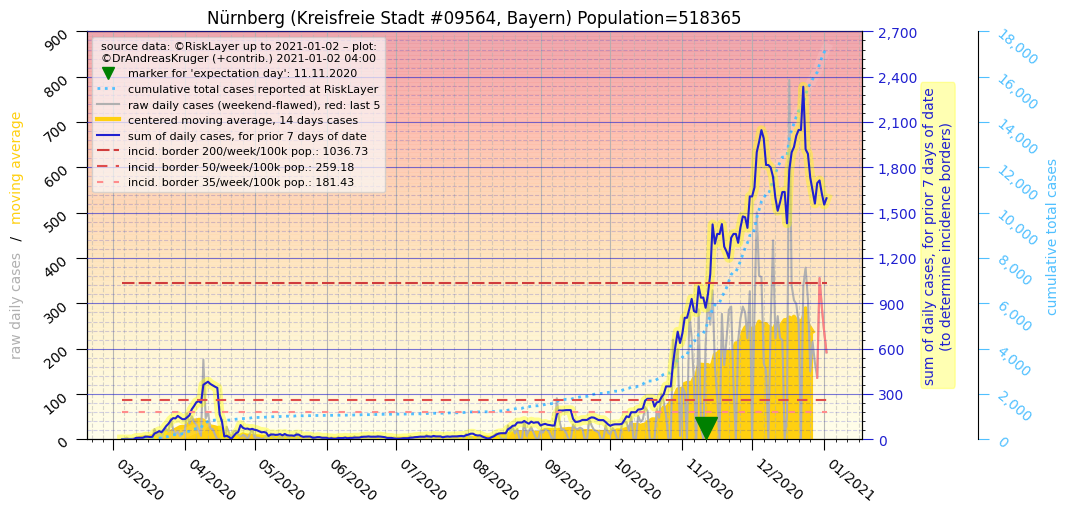 Nürnberg (Kreisfreie Stadt #09564, Bayern) Population=518365
source data: ©RiskLayer up to 2021-01-02 – plot:
©DrAndreasKruger (+contrib.) 2021-01-02 04:00
marker for 'expectation day': 11.11.2020
cumulative total cases reported at RiskLayer
raw daily cases (weekend-flawed), red: last 5
centered moving average, 14 days cases
sum of daily cases, for prior 7 days of date
incid. border 200/week/100k pop.: 1036.73
incid. border 50/week/100k pop.: 259.18
incid. border 35/week/100k pop.: 181.43
raw daily cases / moving average
900
800
700
600
500
400
300
200
100
0
03/2020
04/2020
05/2020
06/2020
07/2020
08/2020
09/2020
10/2020
11/2020
12/2020
01/2021
2,700
2,400
2,100
1,800
1,500
1,200
900
600
300
0
sum of daily cases, for prior 7 days of date
(to determine incidence borders)
18,000
16,000
14,000
12,000
10,000
8,000
6,000
4,000
2,000
0
cumulative total cases